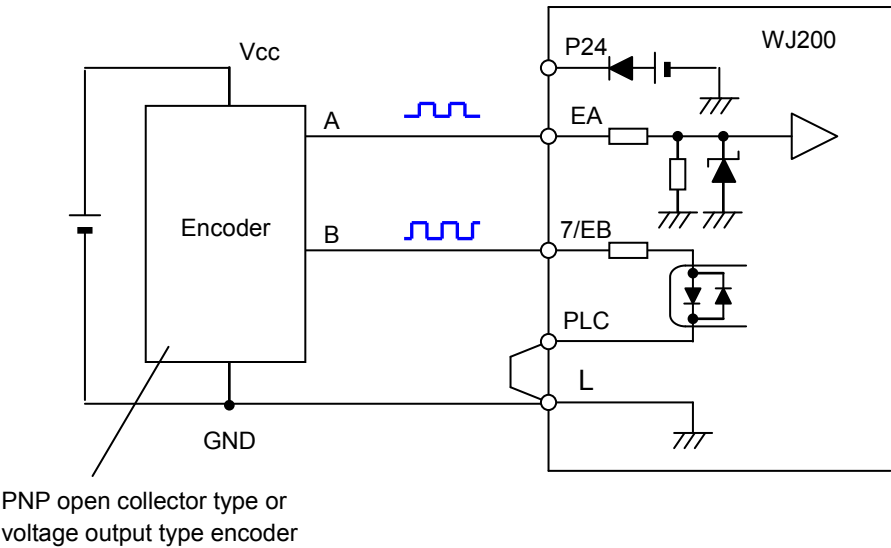 WJ200
Vcc
P24
A
EA
Encoder
B
7/EB
PLC
L
GND
PNP open collector type or
voltage output type encoder